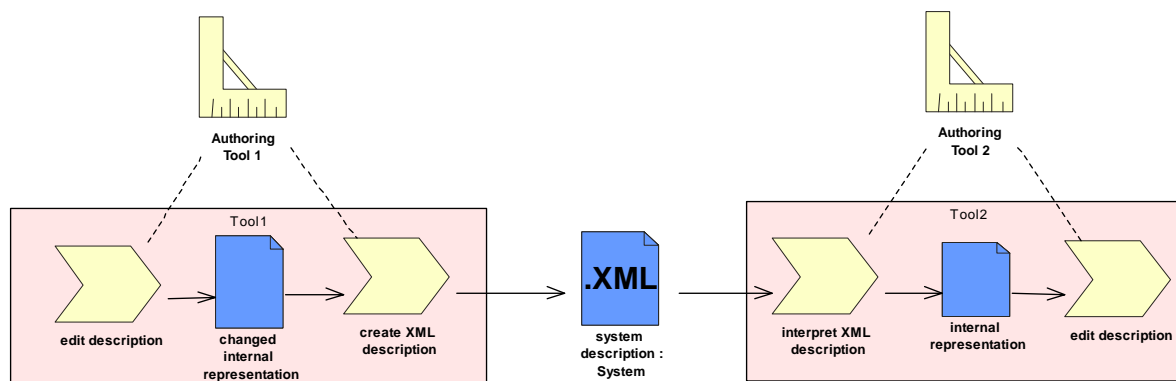 Authoring
Tool 1
Authoring
Tool 2
Tool1
Tool2
.XML
edit description
changed
internal
representation
create XML
description
system
description :
System
interpret XML
description
internal
representation
edit description